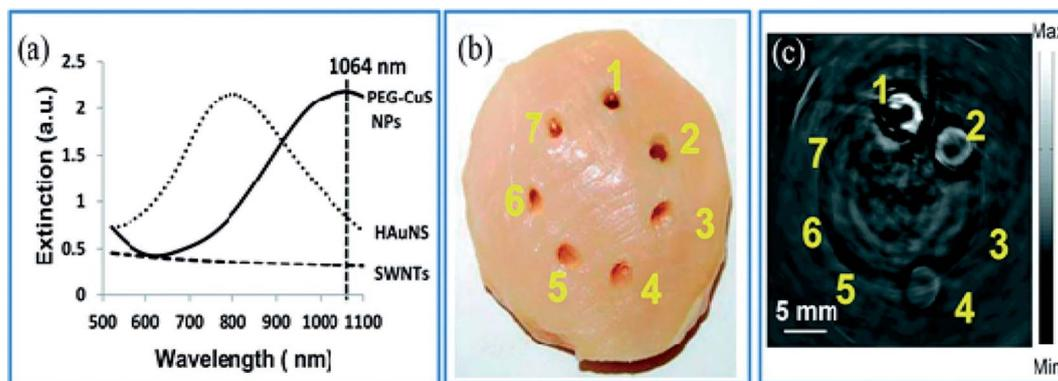 (a)
1064 nm
2.5
2
1.5
1
0.5
0
Extinction (a.u.)
500 600 700 800 900 1000 1100
Wavelength ( nm)
PEG-CuS
NPs
HAuNS
SWNTs
(b)
1
2
3
4
5
6
7
(c)
1
2
3
4
5
6
7
5 mm
Max
Min